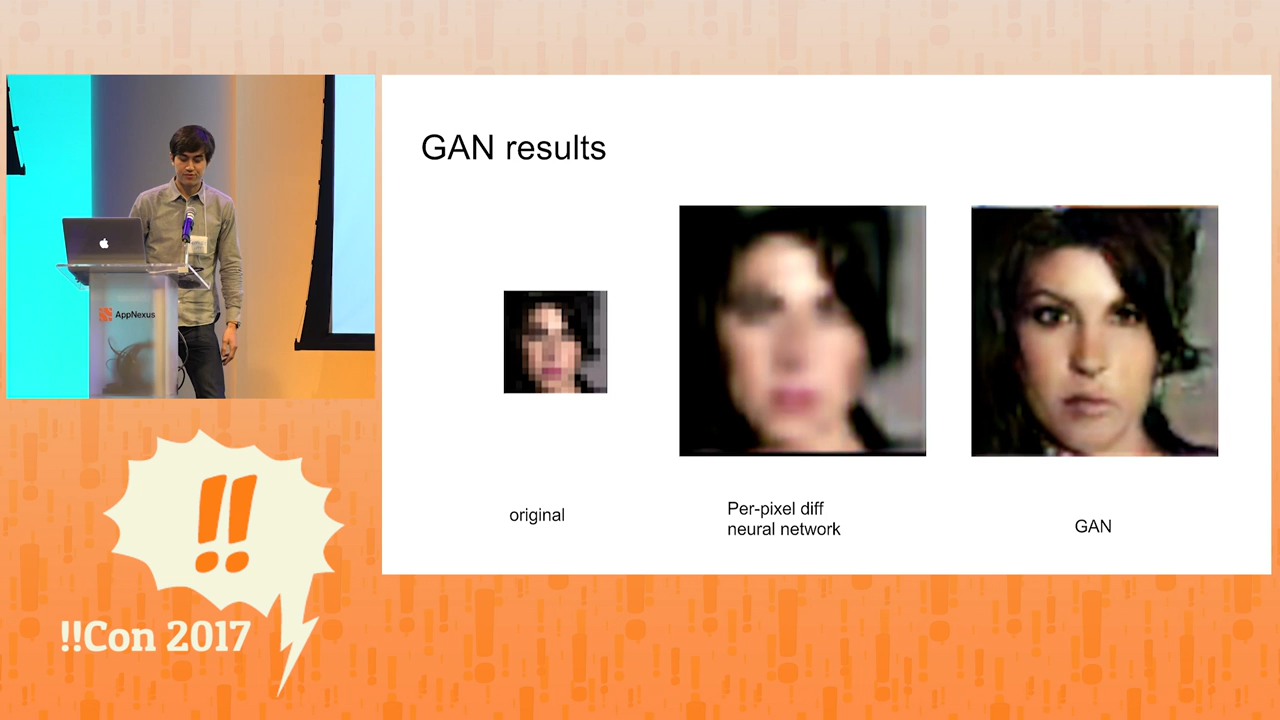 GAN results
original
Per-pixel diff
neural network
GAN
AppNexus
!!
!!Con 2017